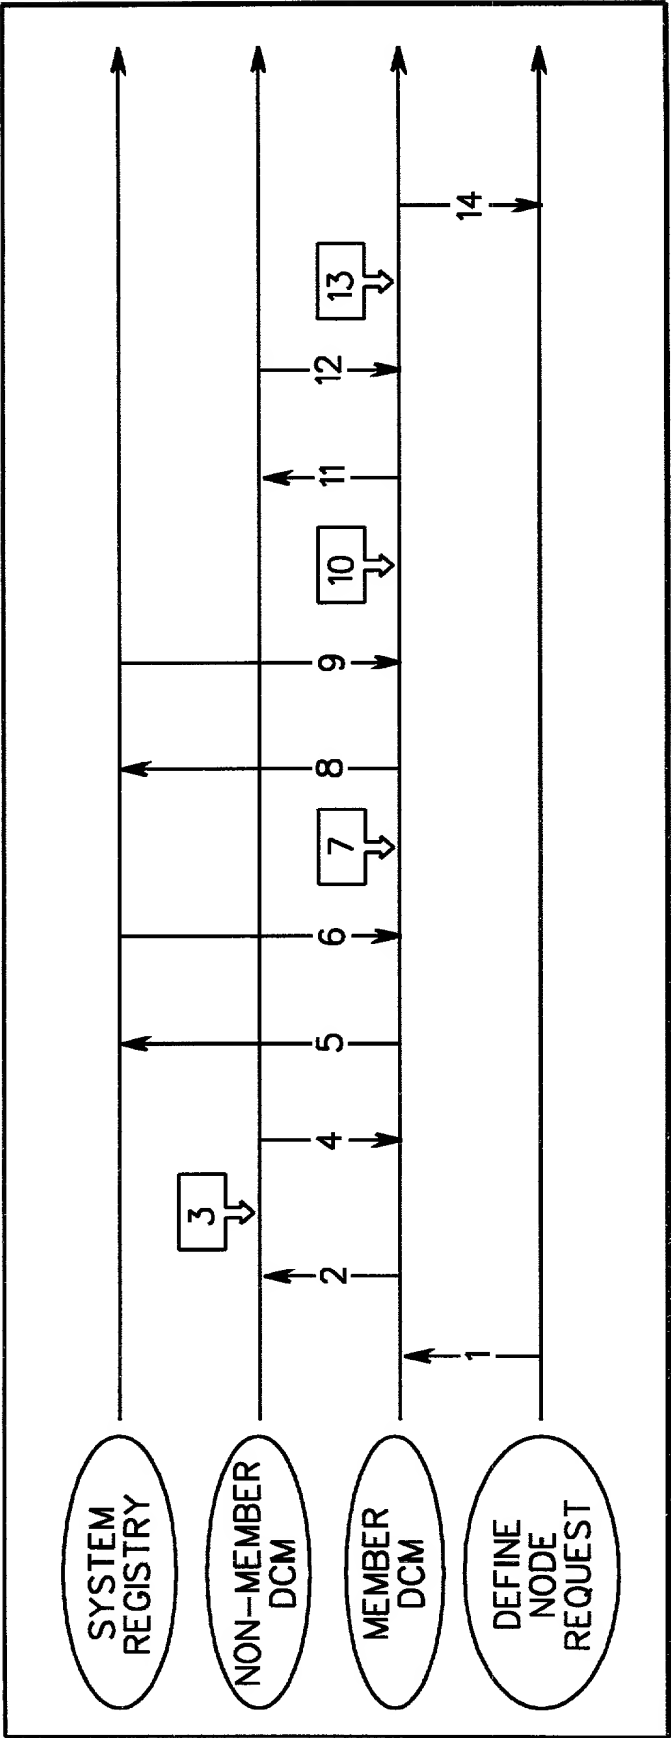 SYSTEM
REGISTRY
NON-MEMBER
DCM
MEMBER
DCM
DEFINE
NODE
REQUEST
1
2
3
4
5
6
7
8
9
10
11
12
13
14